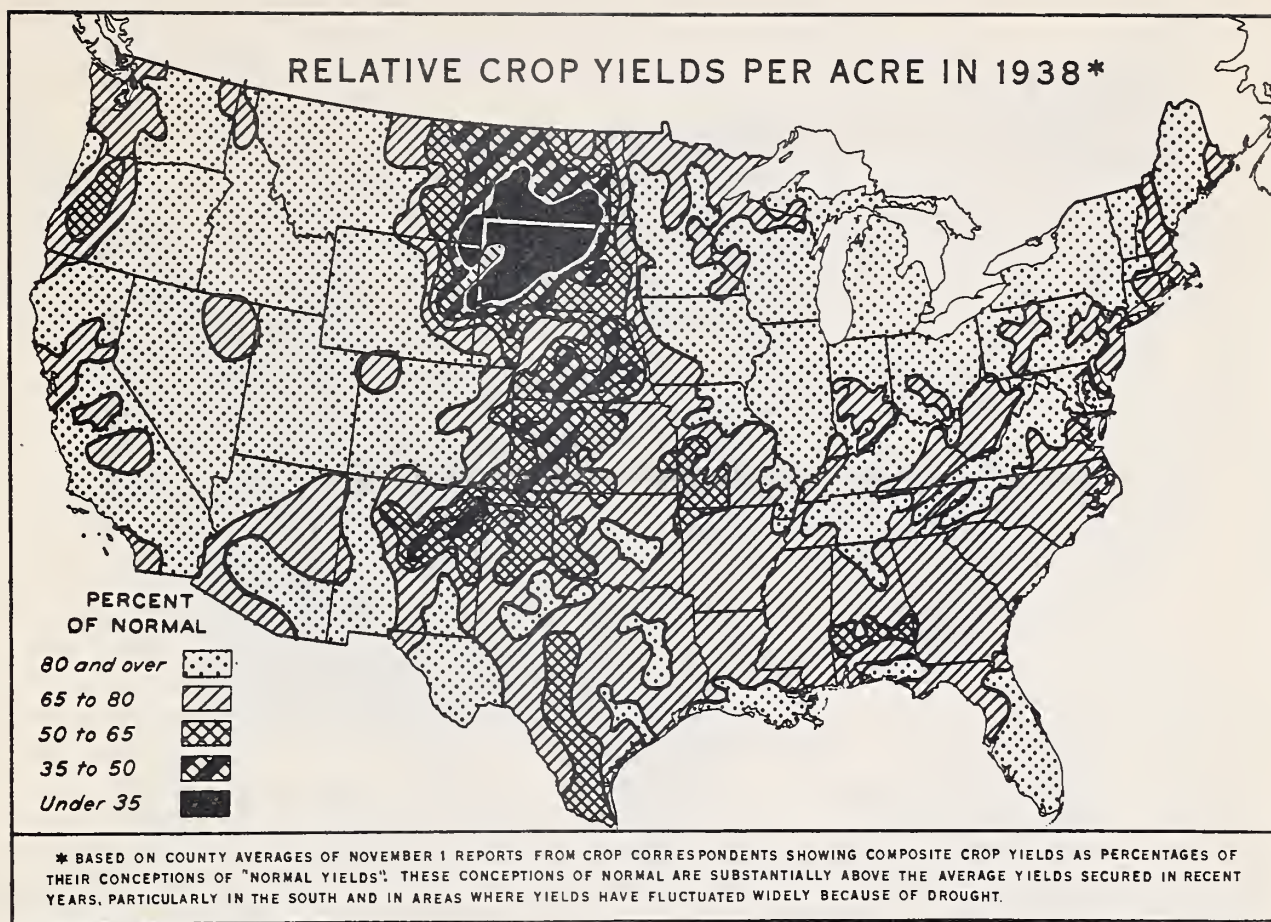 RELATIVE CROP YIELDS PER ACRE IN 1938*
PERCENT
OF NORMAL
80 and over
65 to 80
50 to 65
35 to 50
Under 35
* BASED ON COUNTY AVERAGES OF NOVEMBER 1 REPORTS FROM CROP CORRESPONDENTS SHOWING COMPOSITE CROP YIELDS AS PERCENTAGES OF
THEIR CONCEPTIONS OF "NORMAL YIELDS". THESE CONCEPTIONS OF NORMAL ARE SUBSTANTIALLY ABOVE THE AVERAGE YIELDS SECURED IN RECENT
YEARS, PARTICULARLY IN THE SOUTH AND IN AREAS WHERE YIELDS HAVE FLUCTUATED WIDELY BECAUSE OF DROUGHT.